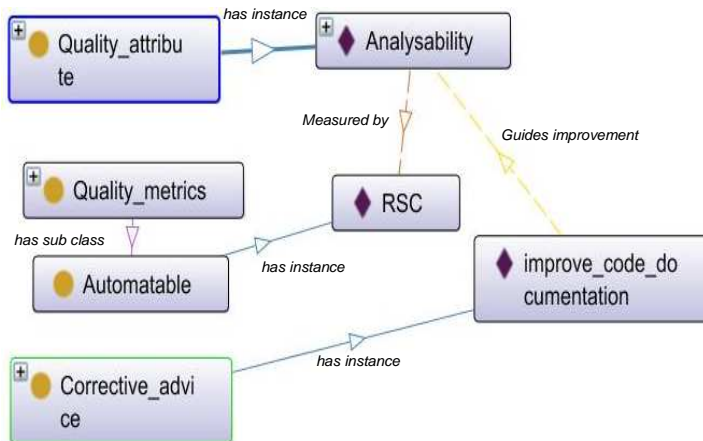 has instance
Quality_attribu
te
Analysability
Measured by
Guides improvement
Quality_metrics
RSC
has sub class
has instance
Automatable
improve_code_do
cumentation
has instance
Corrective_advi
ce